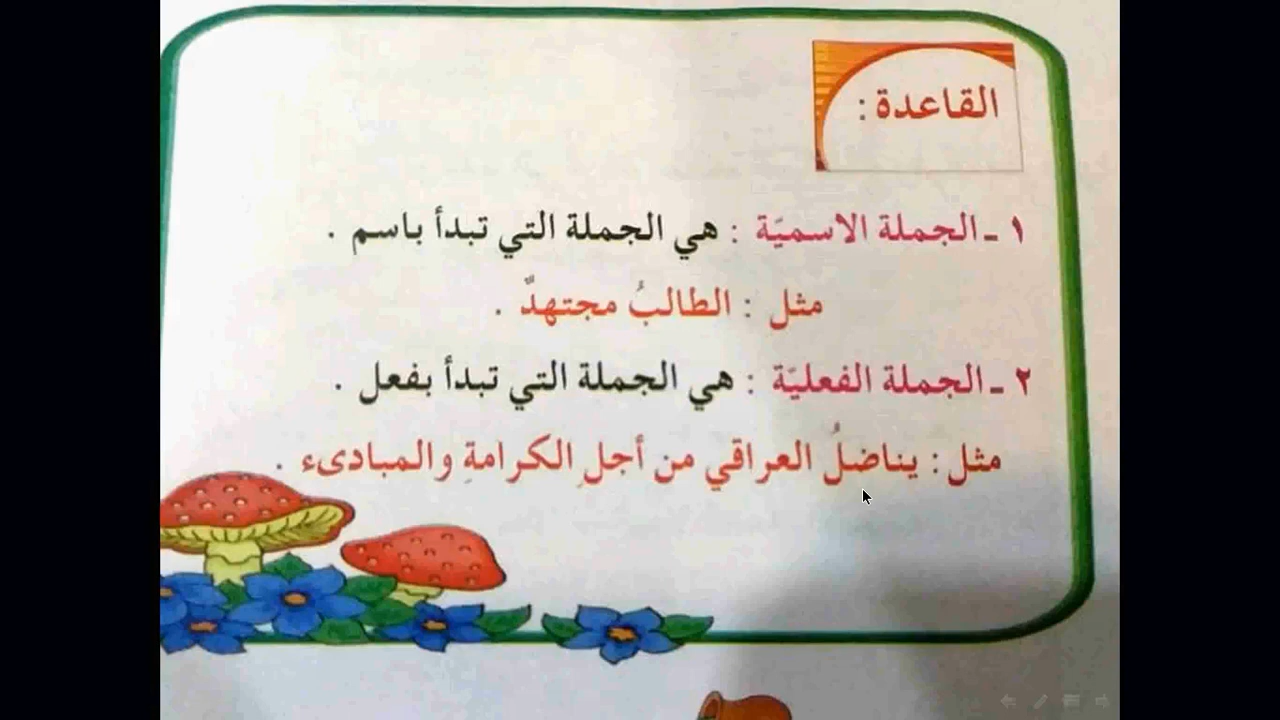 القاعدة :
١ ـ الجملة الاسميّة : هي الجملة التي تبدأ باسم .
مثل : الطالبُ مجتهدٌ .
٢ ـ الجملة الفعليّة : هي الجملة التي تبدأ بفعل .
مثل : يناضلُ العراقي من أجلِ الكرامةِ والمبادىء .